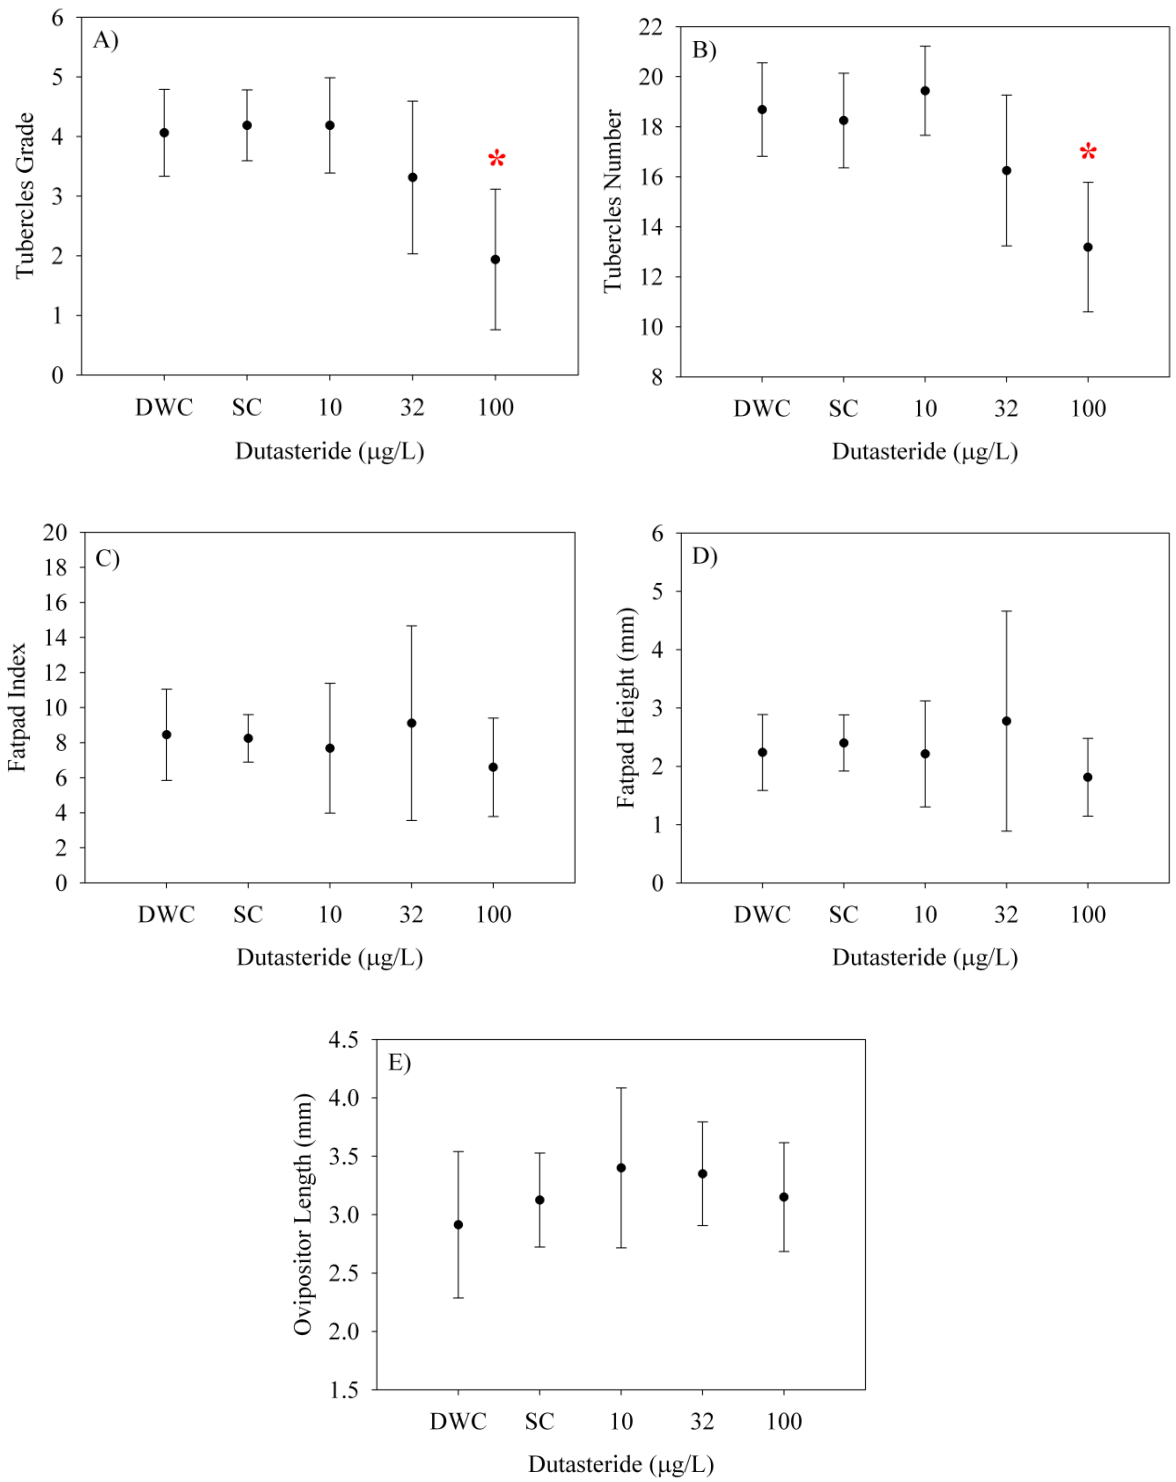 A)
Tubercles Grade
6
5
4
3
2
1
0
*
DWC SC 10 32 100
Dutasteride (μg/L)
B)
Tubercles Number
22
20
18
16
14
12
10
8
*
DWC SC 10 32 100
Dutasteride (μg/L)
C)
Fatpad Index
20
18
16
14
12
10
8
6
4
2
0
DWC SC 10 32 100
Dutasteride (μg/L)
D)
Fatpad Height (mm)
6
5
4
3
2
1
0
DWC SC 10 32 100
Dutasteride (μg/L)
E)
Ovipositor Length (mm)
4.5
4.0
3.5
3.0
2.5
2.0
1.5
DWC SC 10 32 100
Dutasteride (μg/L)